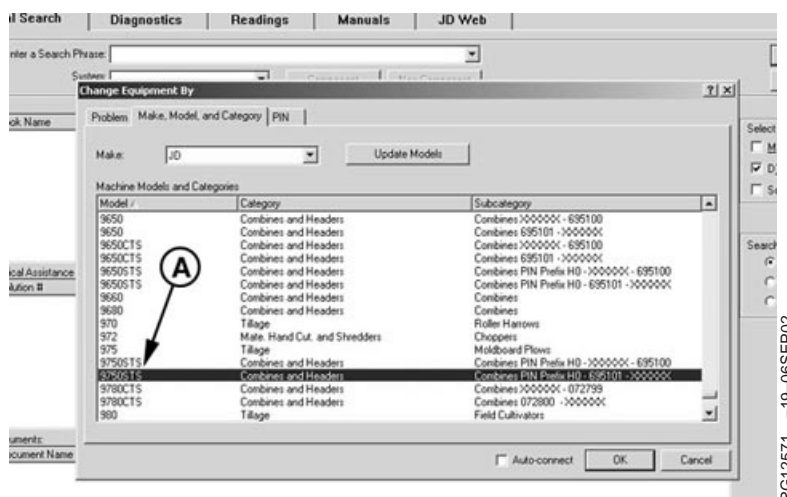 l Search Diagnostics Readings Manuals JD Web
nter a Search Phrase:
System:
Change Equipment By
ok Name
Problem Make, Model, and Category PIN
Select
Make: JD Update Models
M
D
Se
Machine Models and Categories
Model / Category Subcategory
9650 Combines and Headers Combines XXXXXX - 695100
9650 Combines and Headers Combines 695101 - XXXXXX
9650CTS Combines and Headers Combines XXXXXX - 695100
9650CTS Combines and Headers Combines 695101 - XXXXXX
9650STS Combines and Headers Combines PIN Prefix H0 - XXXXXX - 695100
9650STS Combines and Headers Combines PIN Prefix H0 - 695101 - XXXXXX
9660 Combines and Headers Combines
9680 Combines and Headers Combines
970 Tillage Roller Harrows
972 Mate. Hand Cut. and Shredders Choppers
975 Tillage Moldboard Plows
9750STS Combines and Headers Combines PIN Prefix H0 - XXXXXX - 695100
9750STS Combines and Headers Combines PIN Prefix H0 - 695101 - XXXXXX
9780CTS Combines and Headers Combines XXXXXX - 072799
9780CTS Combines and Headers Combines 072800 - XXXXXX
980 Tillage Field Cultivators
A
Search
ical Assistance
lution #
uments:
cument Name
Auto-connect OK Cancel
RG12571 –19–06SEP02